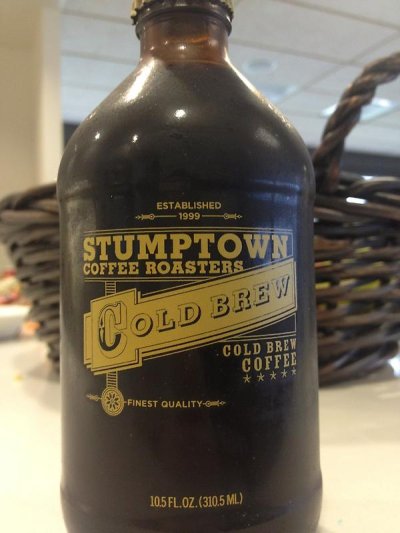 ESTABLISHED
1999
STUMPTOWN
COFFEE ROASTERS
COLD BREW
COLD BREW
COFFEE
FINEST QUALITY
10.5 FL. OZ. (310.5 ML)